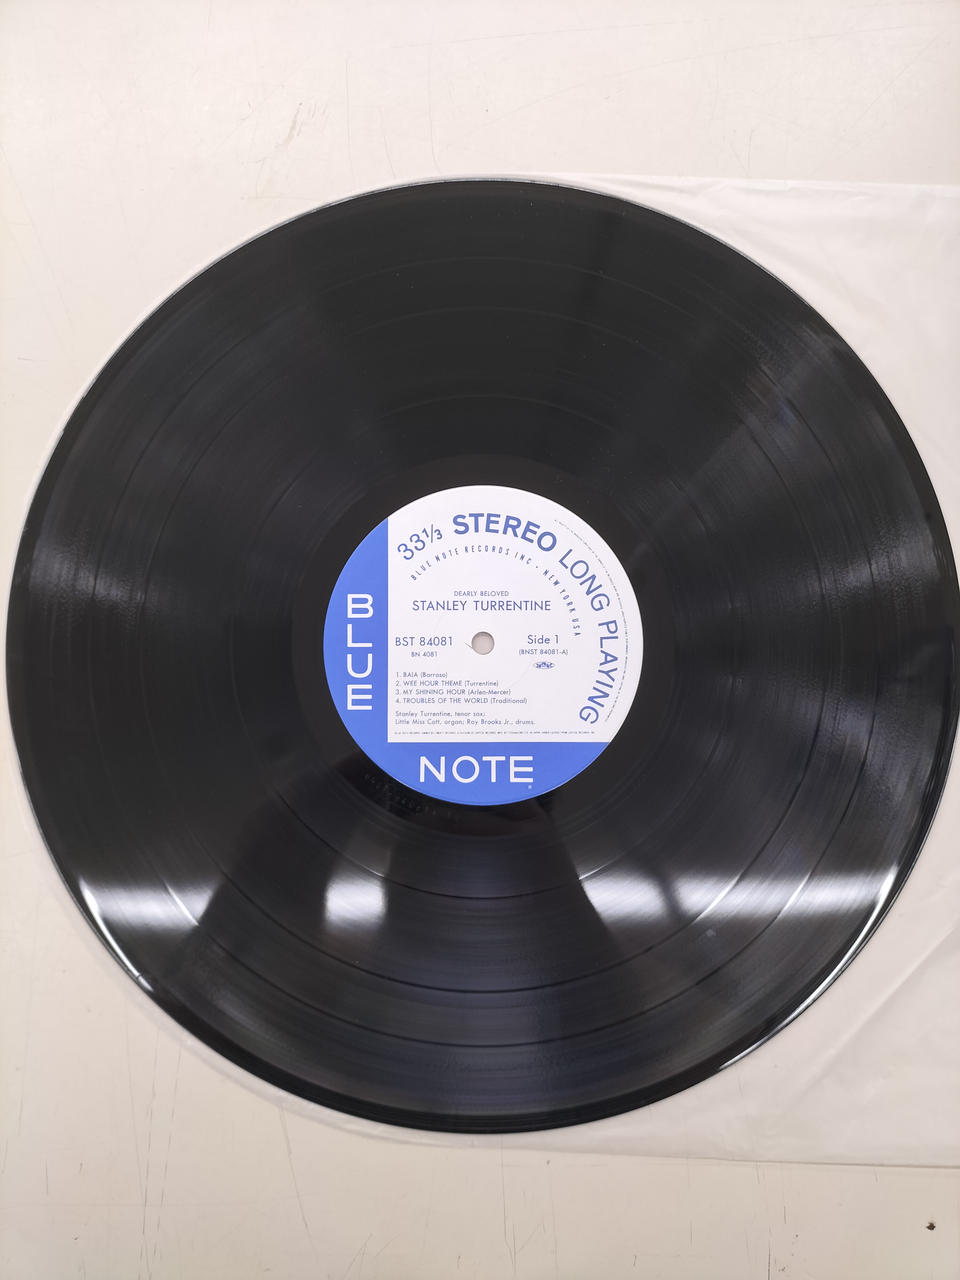 33⅓ STEREO LONG PLAYING
BLUE NOTE RECORDS INC • NEW YORK USA
DEARLY BELOVED
STANLEY TURRENTINE
BST 84081
BN 4081
Side 1
(BNST 84081-A)
1. BAIA (Barroso)
2. WEE HOUR THEME (Turrentine)
3. MY SHINING HOUR (Arlen-Mercer)
4. TROUBLES OF THE WORLD (Traditional)
Stanley Turrentine, tenor sax;
Little Miss Cott, organ; Roy Brooks Jr., drums.
BLUE
NOTE